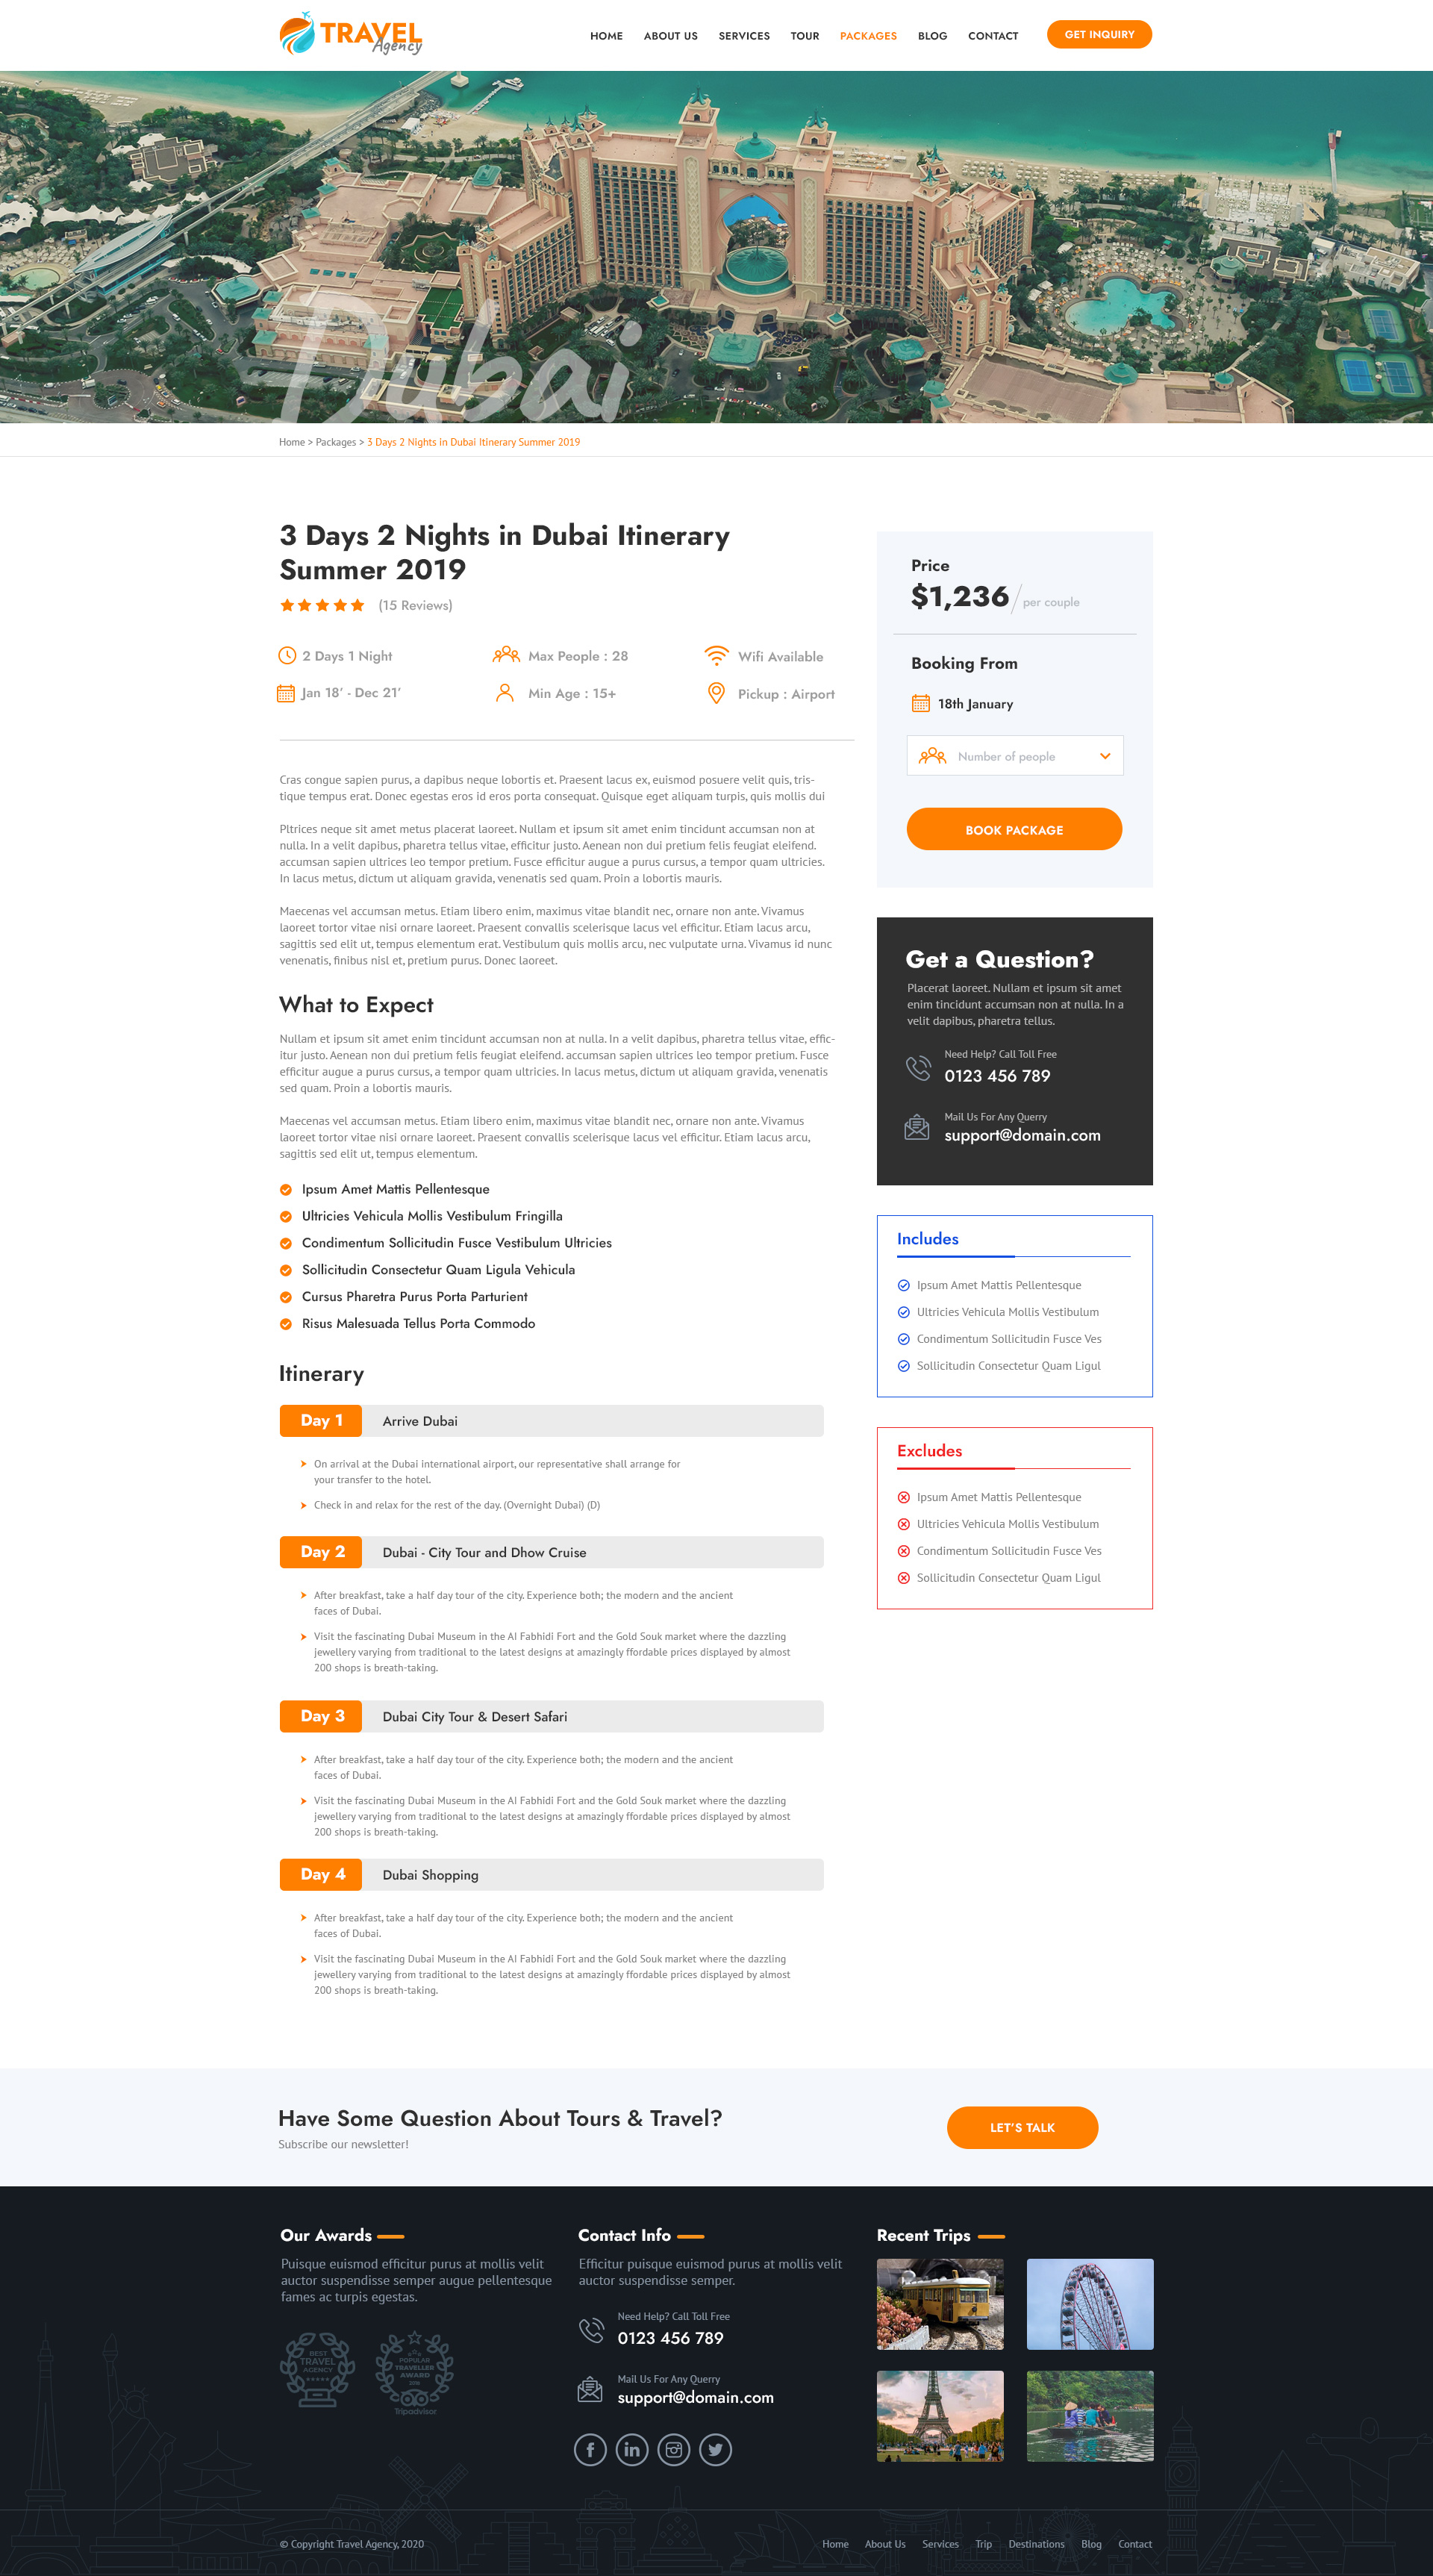 TRAVEL
Agency
HOME ABOUT US SERVICES TOUR PACKAGES BLOG CONTACT GET INQUIRY
Dubai
Home > Packages > 3 Days 2 Nights in Dubai Itinerary Summer 2019
3 Days 2 Nights in Dubai Itinerary
Summer 2019
(15 Reviews)
2 Days 1 Night
Max People : 28
Wifi Available
Jan 18’ - Dec 21’
Min Age : 15+
Pickup : Airport
Cras congue sapien purus, a dapibus neque lobortis et. Praesent lacus ex, euismod posuere velit quis, tris-
tique tempus erat. Donec egestas eros id eros porta consequat. Quisque eget aliquam turpis, quis mollis dui
Pltrices neque sit amet metus placerat laoreet. Nullam et ipsum sit amet enim tincidunt accumsan non at
nulla. In a velit dapibus, pharetra tellus vitae, efficitur justo. Aenean non dui pretium felis feugiat eleifend.
accumsan sapien ultrices leo tempor pretium. Fusce efficitur augue a purus cursus, a tempor quam ultricies.
In lacus metus, dictum ut aliquam gravida, venenatis sed quam. Proin a lobortis mauris.
Maecenas vel accumsan metus. Etiam libero enim, maximus vitae blandit nec, ornare non ante. Vivamus
laoreet tortor vitae nisi ornare laoreet. Praesent convallis scelerisque lacus vel efficitur. Etiam lacus arcu,
sagittis sed elit ut, tempus elementum erat. Vestibulum quis mollis arcu, nec vulputate urna. Vivamus id nunc
venenatis, finibus nisl et, pretium purus. Donec laoreet.
What to Expect
Nullam et ipsum sit amet enim tincidunt accumsan non at nulla. In a velit dapibus, pharetra tellus vitae, effic-
itur justo. Aenean non dui pretium felis feugiat eleifend. accumsan sapien ultrices leo tempor pretium. Fusce
efficitur augue a purus cursus, a tempor quam ultricies. In lacus metus, dictum ut aliquam gravida, venenatis
sed quam. Proin a lobortis mauris.
Maecenas vel accumsan metus. Etiam libero enim, maximus vitae blandit nec, ornare non ante. Vivamus
laoreet tortor vitae nisi ornare laoreet. Praesent convallis scelerisque lacus vel efficitur. Etiam lacus arcu,
sagittis sed elit ut, tempus elementum.
Ipsum Amet Mattis Pellentesque
Ultricies Vehicula Mollis Vestibulum Fringilla
Condimentum Sollicitudin Fusce Vestibulum Ultricies
Sollicitudin Consectetur Quam Ligula Vehicula
Cursus Pharetra Purus Porta Parturient
Risus Malesuada Tellus Porta Commodo
Itinerary
Day 1 Arrive Dubai
On arrival at the Dubai international airport, our representative shall arrange for
your transfer to the hotel.
Check in and relax for the rest of the day. (Overnight Dubai) (D)
Day 2 Dubai - City Tour and Dhow Cruise
After breakfast, take a half day tour of the city. Experience both; the modern and the ancient
faces of Dubai.
Visit the fascinating Dubai Museum in the AI Fabhidi Fort and the Gold Souk market where the dazzling
jewellery varying from traditional to the latest designs at amazingly ffordable prices displayed by almost
200 shops is breath-taking.
Day 3 Dubai City Tour & Desert Safari
After breakfast, take a half day tour of the city. Experience both; the modern and the ancient
faces of Dubai.
Visit the fascinating Dubai Museum in the AI Fabhidi Fort and the Gold Souk market where the dazzling
jewellery varying from traditional to the latest designs at amazingly ffordable prices displayed by almost
200 shops is breath-taking.
Day 4 Dubai Shopping
After breakfast, take a half day tour of the city. Experience both; the modern and the ancient
faces of Dubai.
Visit the fascinating Dubai Museum in the AI Fabhidi Fort and the Gold Souk market where the dazzling
jewellery varying from traditional to the latest designs at amazingly ffordable prices displayed by almost
200 shops is breath-taking.
Price
$1,236/per couple
Booking From
18th January
Number of people
BOOK PACKAGE
Get a Question?
Placerat laoreet. Nullam et ipsum sit amet
enim tincidunt accumsan non at nulla. In a
velit dapibus, pharetra tellus.
Need Help? Call Toll Free
0123 456 789
Mail Us For Any Querry
support@domain.com
Includes
Ipsum Amet Mattis Pellentesque
Ultricies Vehicula Mollis Vestibulum
Condimentum Sollicitudin Fusce Ves
Sollicitudin Consectetur Quam Ligul
Excludes
Ipsum Amet Mattis Pellentesque
Ultricies Vehicula Mollis Vestibulum
Condimentum Sollicitudin Fusce Ves
Sollicitudin Consectetur Quam Ligul
Have Some Question About Tours & Travel?
Subscribe our newsletter!
LET’S TALK
Our Awards
Puisque euismod efficitur purus at mollis velit
auctor suspendisse semper augue pellentesque
fames ac turpis egestas.
BEST
TRAVEL
AGENCY
POPULAR
TRAVELLER
AWARD
2018
Tripadvisor
Contact Info
Efficitur puisque euismod purus at mollis velit
auctor suspendisse semper.
Need Help? Call Toll Free
0123 456 789
Mail Us For Any Querry
support@domain.com
Recent Trips
© Copyright Travel Agency, 2020
Home About Us Services Trip Destinations Blog Contact